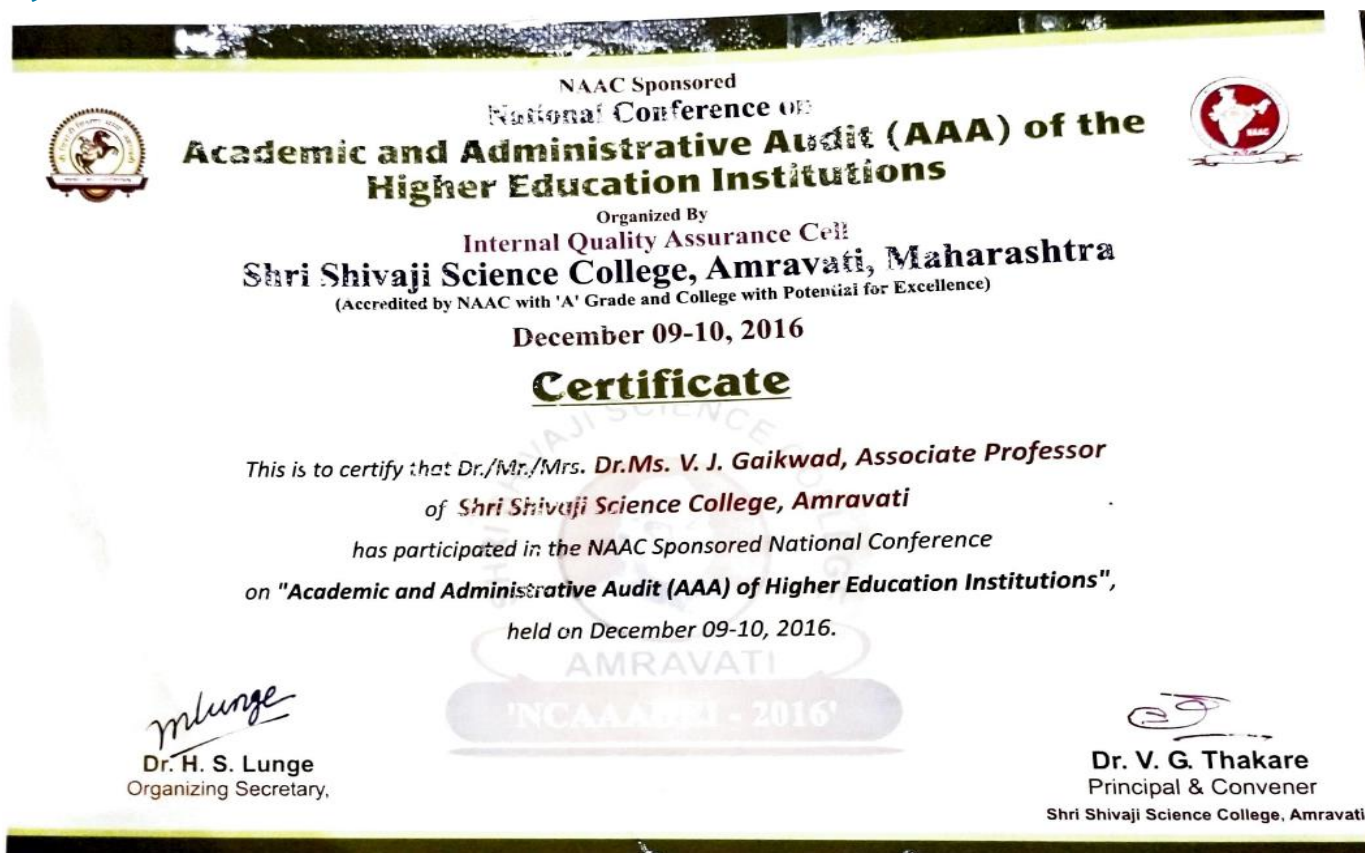 NAAC Sponsored
National Conference on
Academic and Administrative Audit (AAA) of the
Higher Education Institutions
Organized By
Internal Quality Assurance Cell
Shri Shivaji Science College, Amravati, Maharashtra
(Accredited by NAAC with 'A' Grade and College with Potential for Excellence)
December 09-10, 2016
Certificate
This is to certify that Dr./Mr./Mrs. Dr.Ms. V. J. Gaikwad, Associate Professor
of Shri Shivaji Science College, Amravati
has participated in the NAAC Sponsored National Conference
on "Academic and Administrative Audit (AAA) of Higher Education Institutions",
held on December 09-10, 2016.
SHRI SHIVAJI SCIENCE COLLEGE
AMRAVATI
- 2016'
NAAC
Dr. H. S. Lunge
Organizing Secretary,
Dr. V. G. Thakare
Principal & Convener
Shri Shivaji Science College, Amravati